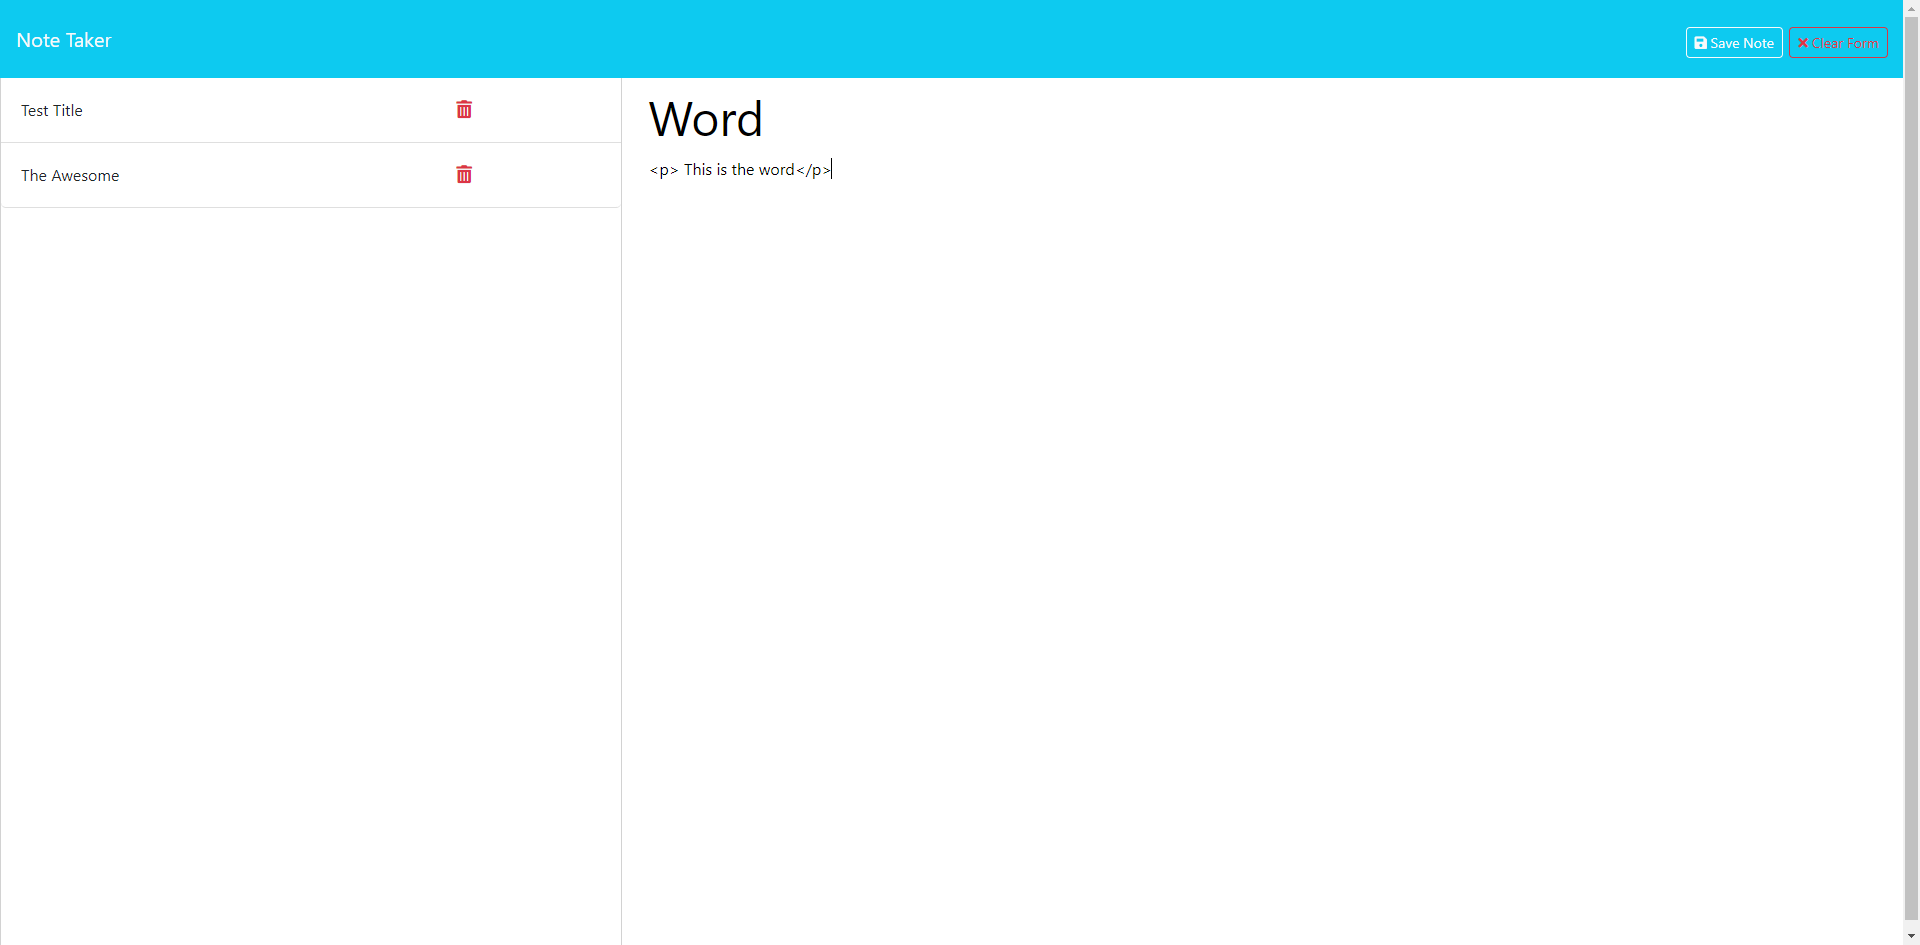 Note Taker
Save Note
Clear Form
Test Title
The Awesome
Word
<p> This is the word</p>